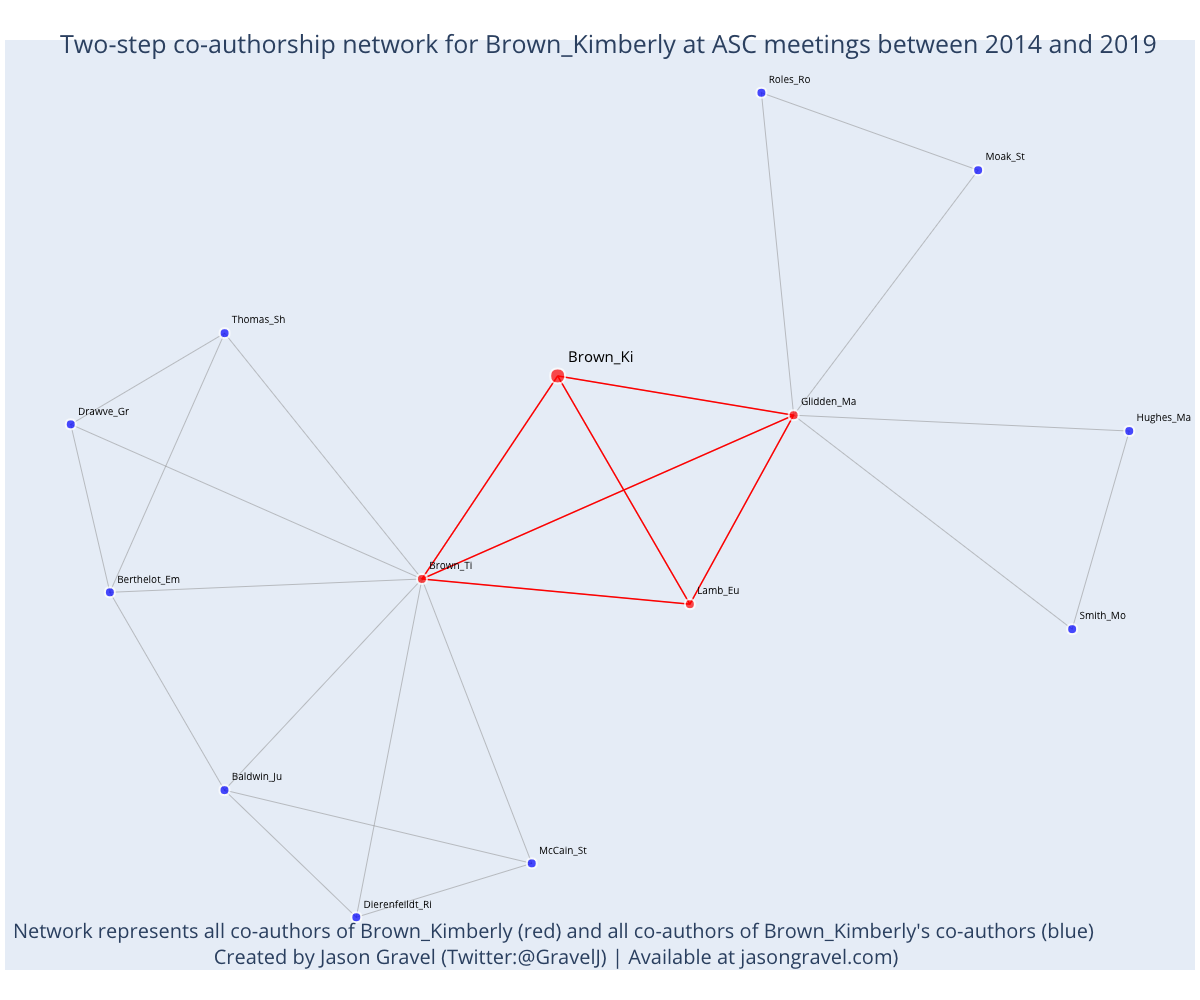 Two-step co-authorship network for Brown_Kimberly at ASC meetings between 2014 and 2019
Roles_Ro
Moak_St
Thomas_Sh
Brown_Ki
Glidden_Ma
Drawve_Gr
Hughes_Ma
Brown_Ti
Berthelot_Em
Lamb_Eu
Smith_Mo
Baldwin_Ju
McCain_St
Dierenfeildt_Ri
Network represents all co-authors of Brown_Kimberly (red) and all co-authors of Brown_Kimberly's co-authors (blue)
Created by Jason Gravel (Twitter:@GravelJ) | Available at jasongravel.com)